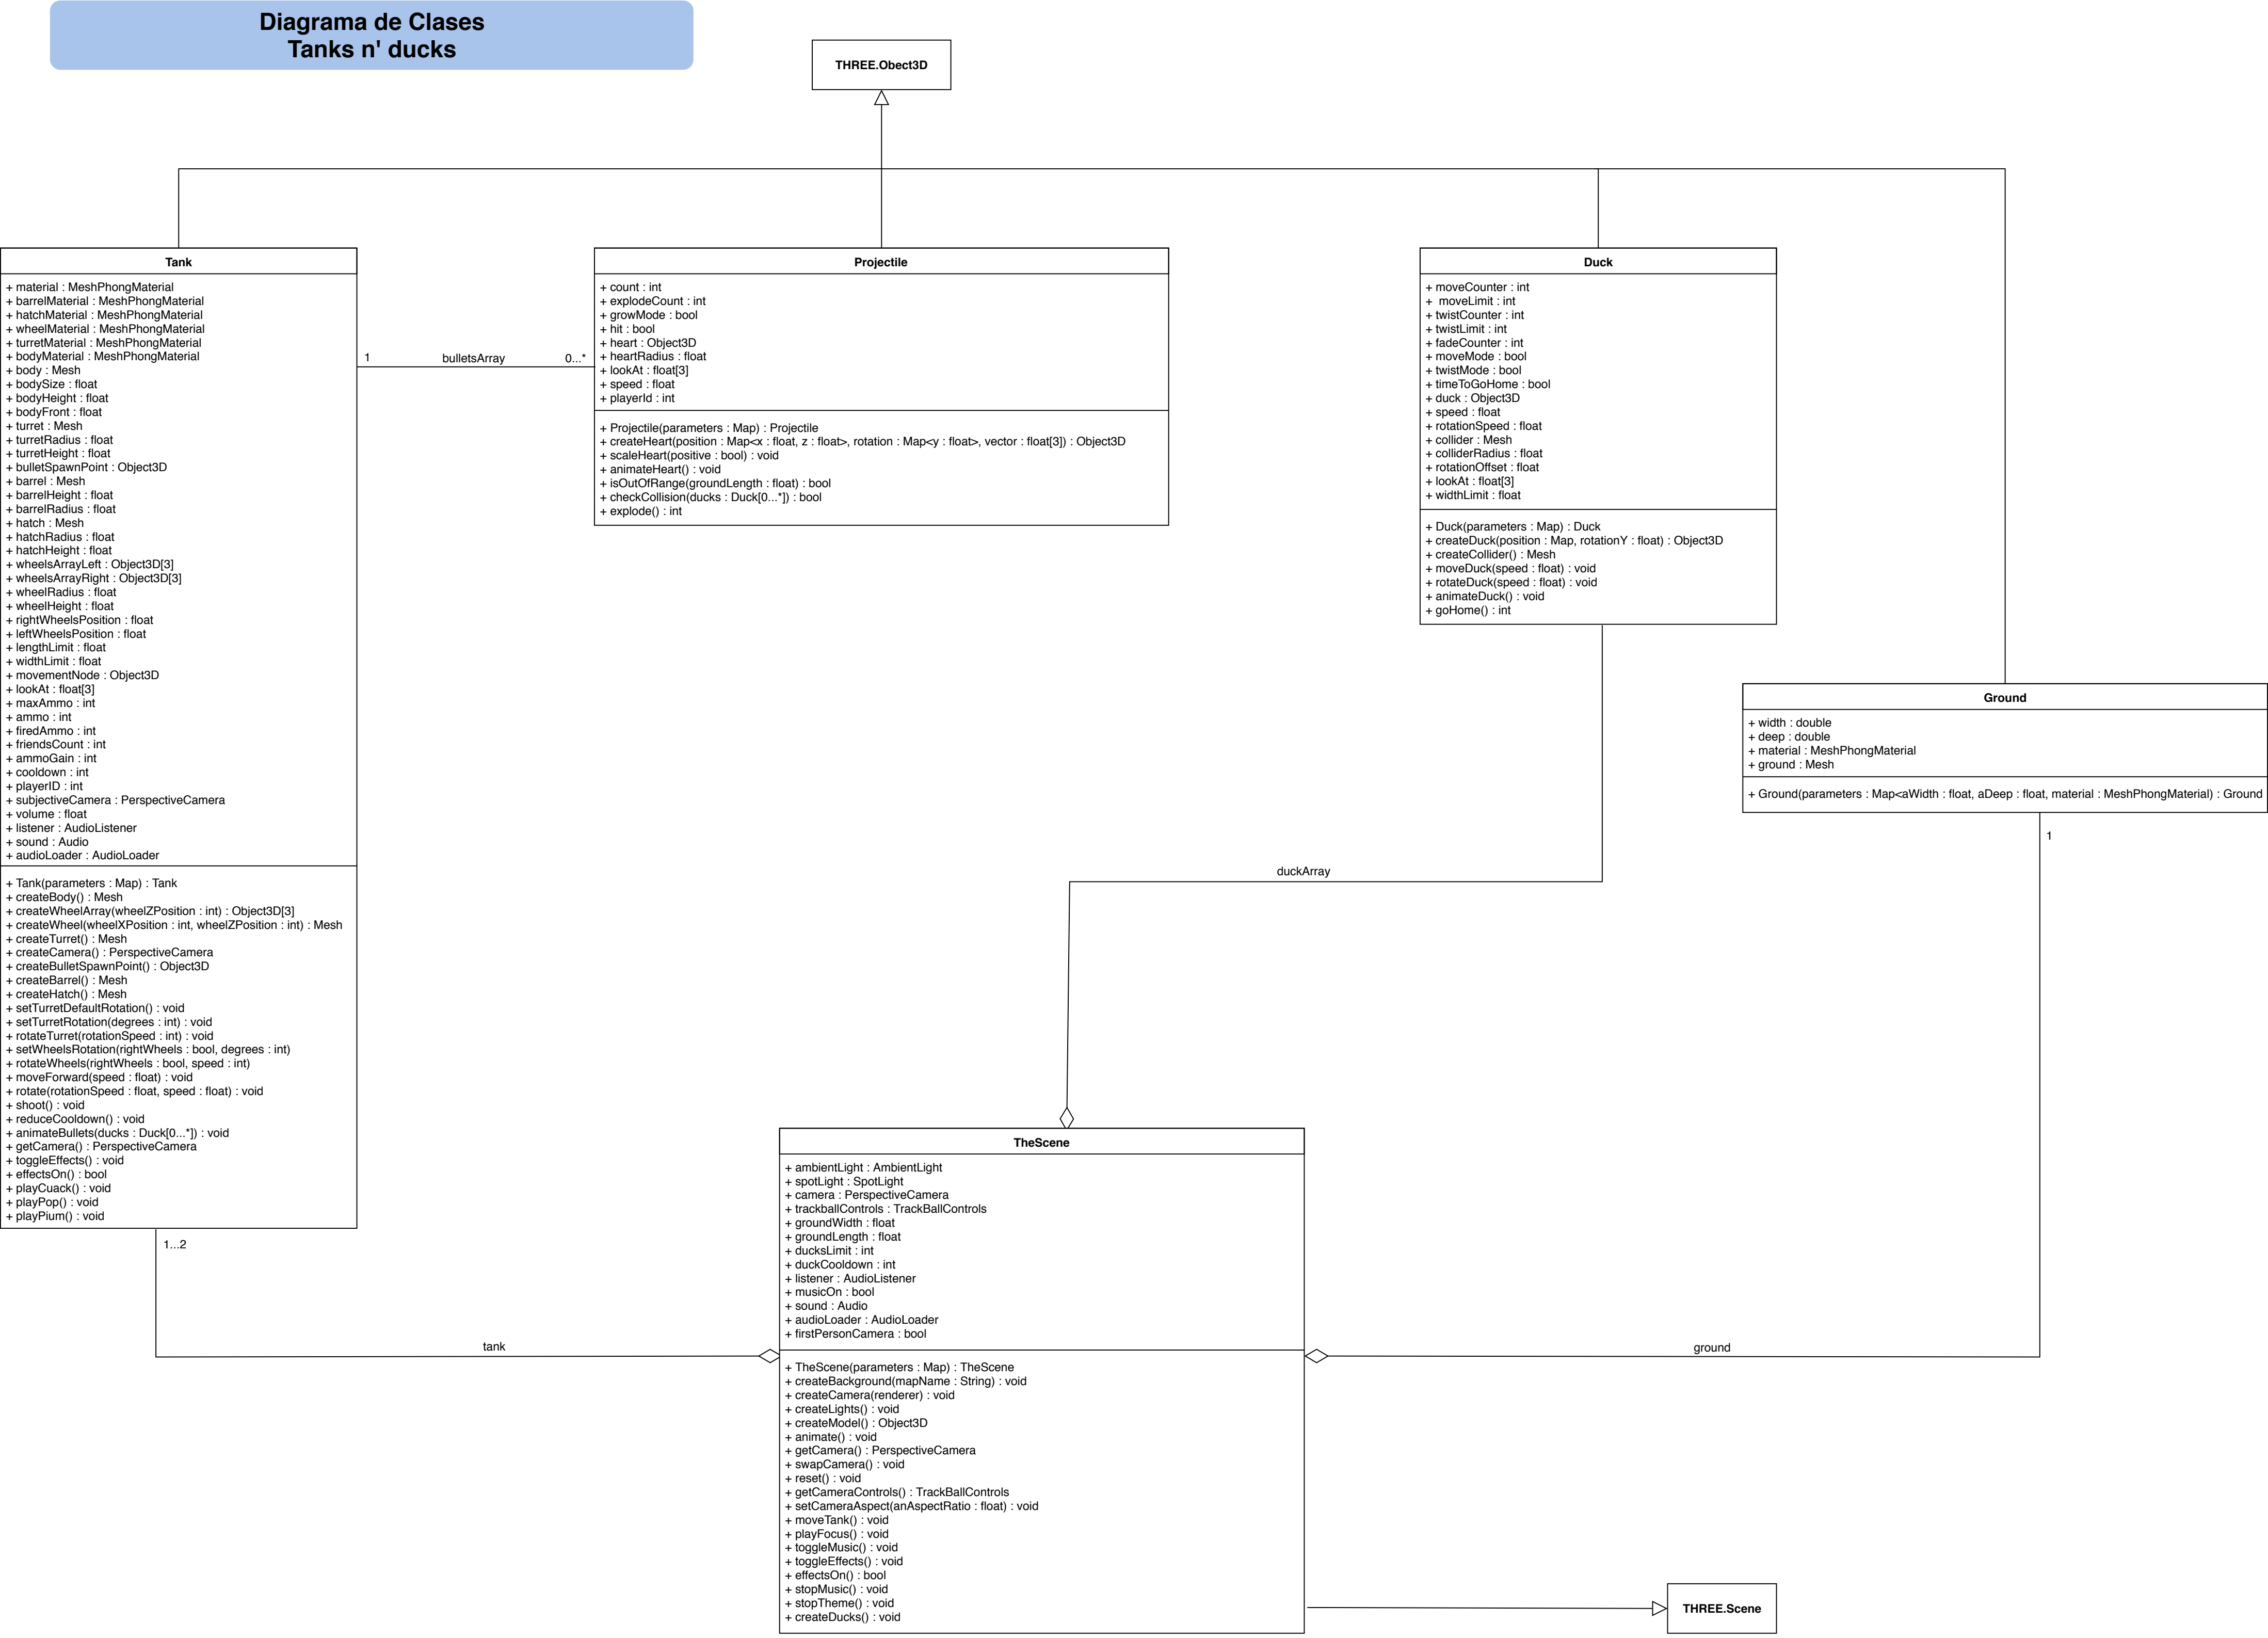 Diagrama de Clases
Tanks n' ducks
THREE.Obect3D
Tank
+ material : MeshPhongMaterial
+ barrelMaterial : MeshPhongMaterial
+ hatchMaterial : MeshPhongMaterial
+ wheelMaterial : MeshPhongMaterial
+ turretMaterial : MeshPhongMaterial
+ bodyMaterial : MeshPhongMaterial
+ body : Mesh
+ bodySize : float
+ bodyHeight : float
+ bodyFront : float
+ turret : Mesh
+ turretRadius : float
+ turretHeight : float
+ bulletSpawnPoint : Object3D
+ barrel : Mesh
+ barrelHeight : float
+ barrelRadius : float
+ hatch : Mesh
+ hatchRadius : float
+ hatchHeight : float
+ wheelsArrayLeft : Object3D[3]
+ wheelsArrayRight : Object3D[3]
+ wheelRadius : float
+ wheelHeight : float
+ rightWheelsPosition : float
+ leftWheelsPosition : float
+ lengthLimit : float
+ widthLimit : float
+ movementNode : Object3D
+ lookAt : float[3]
+ maxAmmo : int
+ ammo : int
+ firedAmmo : int
+ friendsCount : int
+ ammoGain : int
+ cooldown : int
+ playerID : int
+ subjectiveCamera : PerspectiveCamera
+ volume : float
+ listener : AudioListener
+ sound : Audio
+ audioLoader : AudioLoader
+ Tank(parameters : Map) : Tank
+ createBody() : Mesh
+ createWheelArray(wheelZPosition : int) : Object3D[3]
+ createWheel(wheelXPosition : int, wheelZPosition : int) : Mesh
+ createTurret() : Mesh
+ createCamera() : PerspectiveCamera
+ createBulletSpawnPoint() : Object3D
+ createBarrel() : Mesh
+ createHatch() : Mesh
+ setTurretDefaultRotation() : void
+ setTurretRotation(degrees : int) : void
+ rotateTurret(rotationSpeed : int) : void
+ setWheelsRotation(rightWheels : bool, degrees : int)
+ rotateWheels(rightWheels : bool, speed : int)
+ moveForward(speed : float) : void
+ rotate(rotationSpeed : float, speed : float) : void
+ shoot() : void
+ reduceCooldown() : void
+ animateBullets(ducks : Duck[0...*]) : void
+ getCamera() : PerspectiveCamera
+ toggleEffects() : void
+ effectsOn() : bool
+ playCuack() : void
+ playPop() : void
+ playPium() : void
1
bulletsArray
0...*
Projectile
+ count : int
+ explodeCount : int
+ growMode : bool
+ hit : bool
+ heart : Object3D
+ heartRadius : float
+ lookAt : float[3]
+ speed : float
+ playerId : int
+ Projectile(parameters : Map) : Projectile
+ createHeart(position : Map<x : float, z : float>, rotation : Map<y : float>, vector : float[3]) : Object3D
+ scaleHeart(positive : bool) : void
+ animateHeart() : void
+ isOutOfRange(groundLength : float) : bool
+ checkCollision(ducks : Duck[0...*]) : bool
+ explode() : int
Duck
+ moveCounter : int
+  moveLimit : int
+ twistCounter : int
+ twistLimit : int
+ fadeCounter : int
+ moveMode : bool
+ twistMode : bool
+ timeToGoHome : bool
+ duck : Object3D
+ speed : float
+ rotationSpeed : float
+ collider : Mesh
+ colliderRadius : float
+ rotationOffset : float
+ lookAt : float[3]
+ widthLimit : float
+ Duck(parameters : Map) : Duck
+ createDuck(position : Map, rotationY : float) : Object3D
+ createCollider() : Mesh
+ moveDuck(speed : float) : void
+ rotateDuck(speed : float) : void
+ animateDuck() : void
+ goHome() : int
Ground
+ width : double
+ deep : double
+ material : MeshPhongMaterial
+ ground : Mesh
+ Ground(parameters : Map<aWidth : float, aDeep : float, material : MeshPhongMaterial) : Ground
1
duckArray
1...2
tank
ground
TheScene
+ ambientLight : AmbientLight
+ spotLight : SpotLight
+ camera : PerspectiveCamera
+ trackballControls : TrackBallControls
+ groundWidth : float
+ groundLength : float
+ ducksLimit : int
+ duckCooldown : int
+ listener : AudioListener
+ musicOn : bool
+ sound : Audio
+ audioLoader : AudioLoader
+ firstPersonCamera : bool
+ TheScene(parameters : Map) : TheScene
+ createBackground(mapName : String) : void
+ createCamera(renderer) : void
+ createLights() : void
+ createModel() : Object3D
+ animate() : void
+ getCamera() : PerspectiveCamera
+ swapCamera() : void
+ reset() : void
+ getCameraControls() : TrackBallControls
+ setCameraAspect(anAspectRatio : float) : void
+ moveTank() : void
+ playFocus() : void
+ toggleMusic() : void
+ toggleEffects() : void
+ effectsOn() : bool
+ stopMusic() : void
+ stopTheme() : void
+ createDucks() : void
THREE.Scene